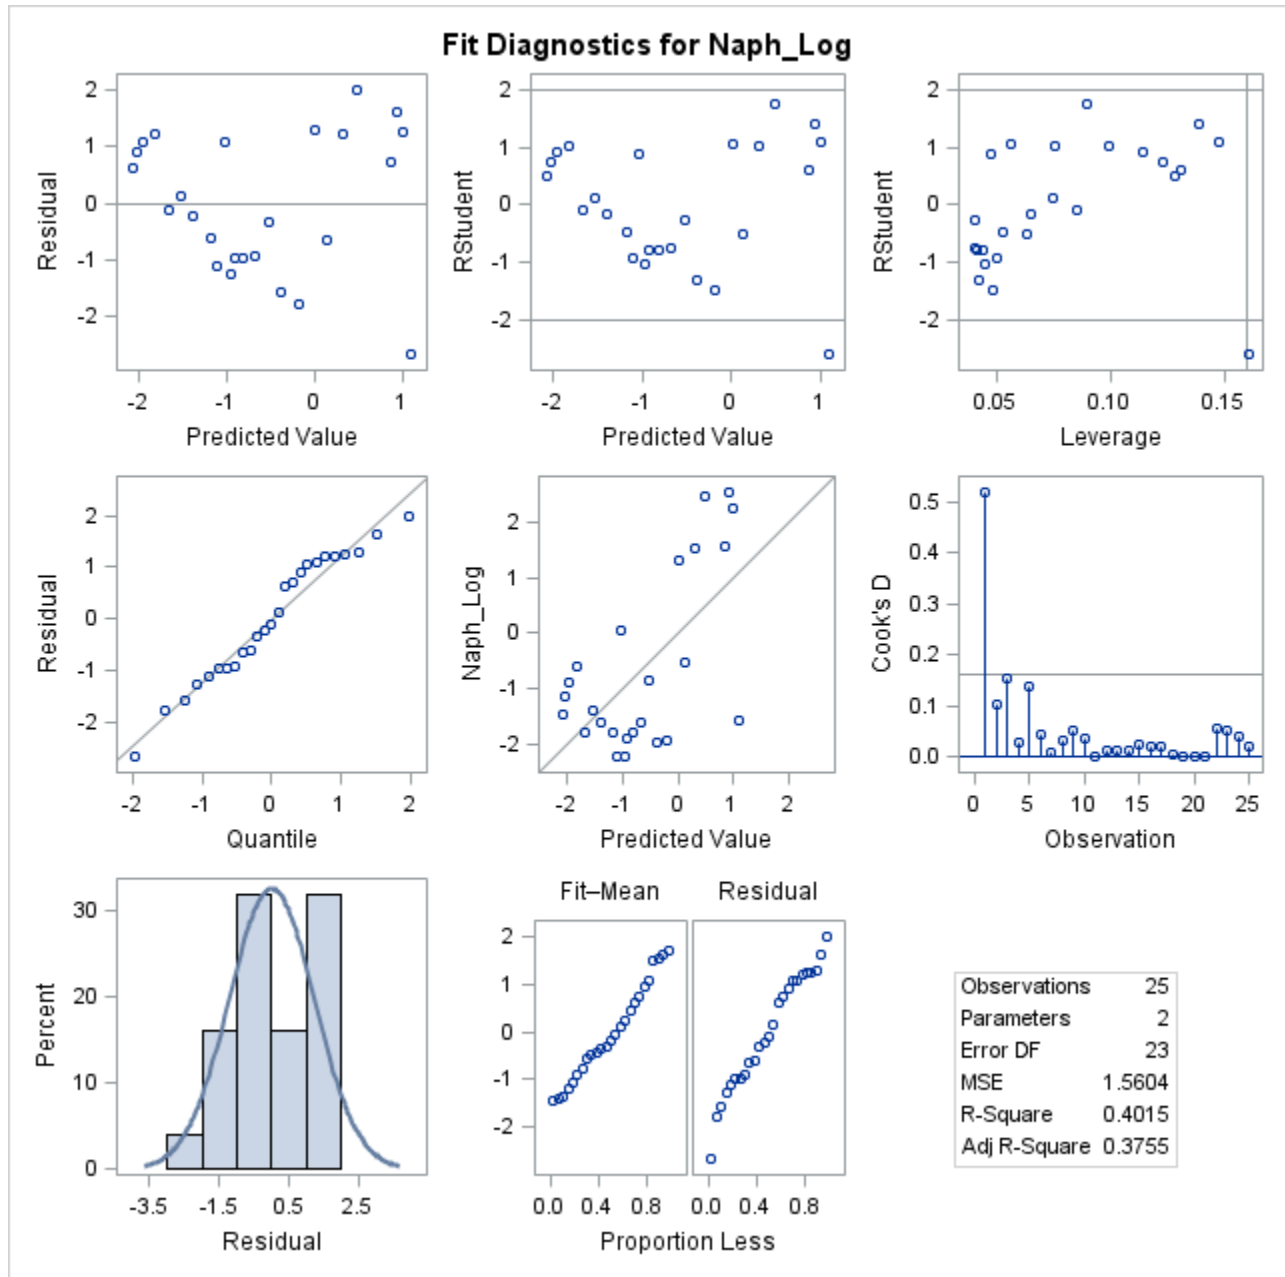 Fit Diagnostics for Naph_Log
2
1
0
-1
-2
Residual
-2 -1 0 1
Predicted Value
2
1
0
-1
-2
RStudent
-2 -1 0 1
Predicted Value
2
1
0
-1
-2
RStudent
0.05 0.10 0.15
Leverage
2
1
0
-1
-2
Residual
-2 -1 0 1 2
Quantile
2
1
0
-1
-2
Naph_Log
-2 -1 0 1 2
Predicted Value
0.5
0.4
0.3
0.2
0.1
0.0
Cook's D
0 5 10 15 20 25
Observation
30
20
10
0
Percent
-3.5 -1.5 0.5 2.5
Residual
Fit–Mean Residual
2
1
0
-1
-2
0.0 0.4 0.8 0.0 0.4 0.8
Proportion Less
Observations 25
Parameters 2
Error DF 23
MSE 1.5604
R-Square 0.4015
Adj R-Square 0.3755